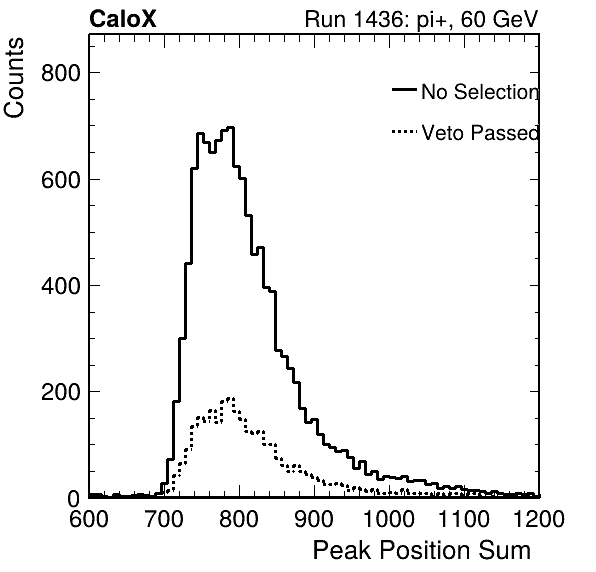 CaloX Run 1436: pi+, 60 GeV
Counts
800
600
400
200
0
No Selection
Veto Passed
600 700 800 900 1000 1100 1200
Peak Position Sum